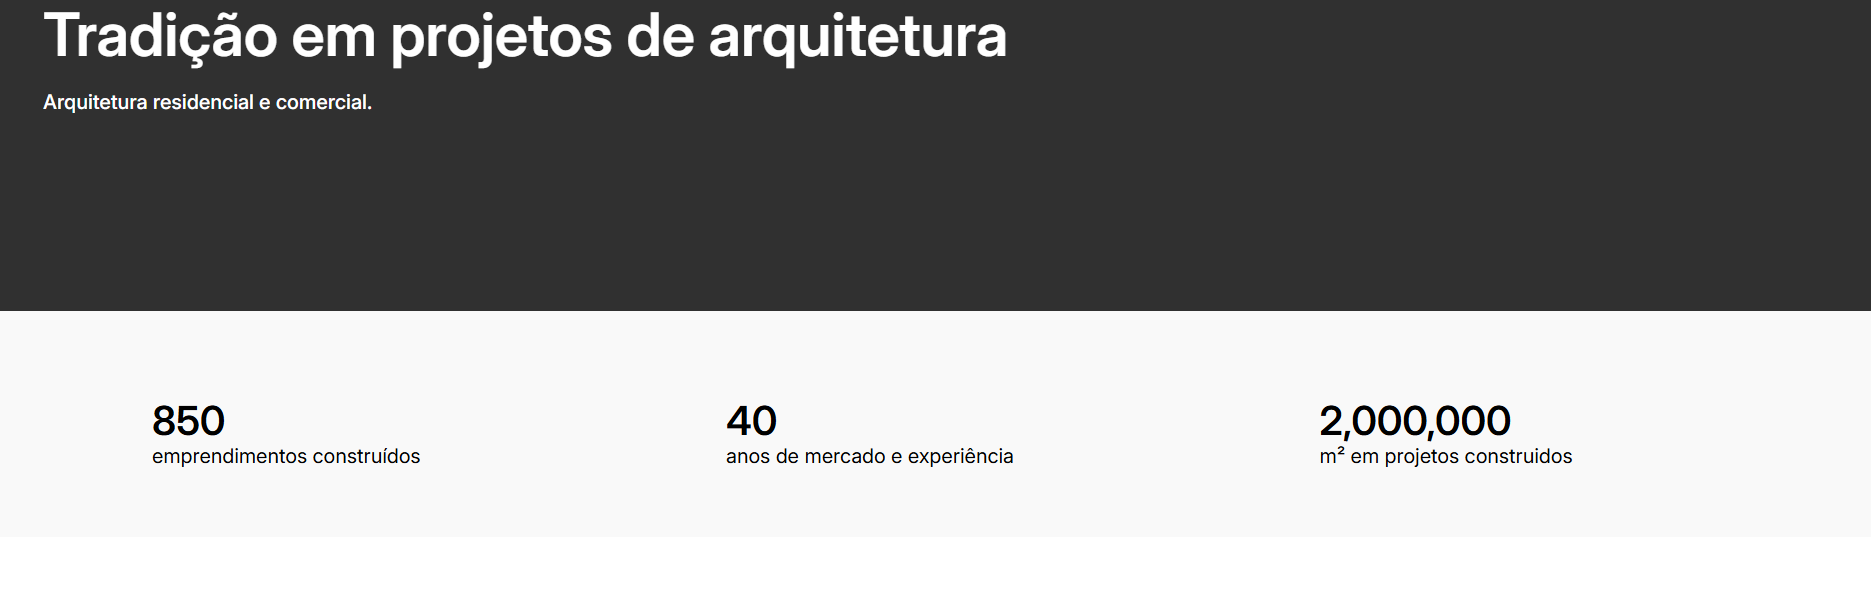 Tradição em projetos de arquitetura
Arquitetura residencial e comercial.
850
emprendimentos construídos
40
anos de mercado e experiência
2,000,000
m² em projetos construidos